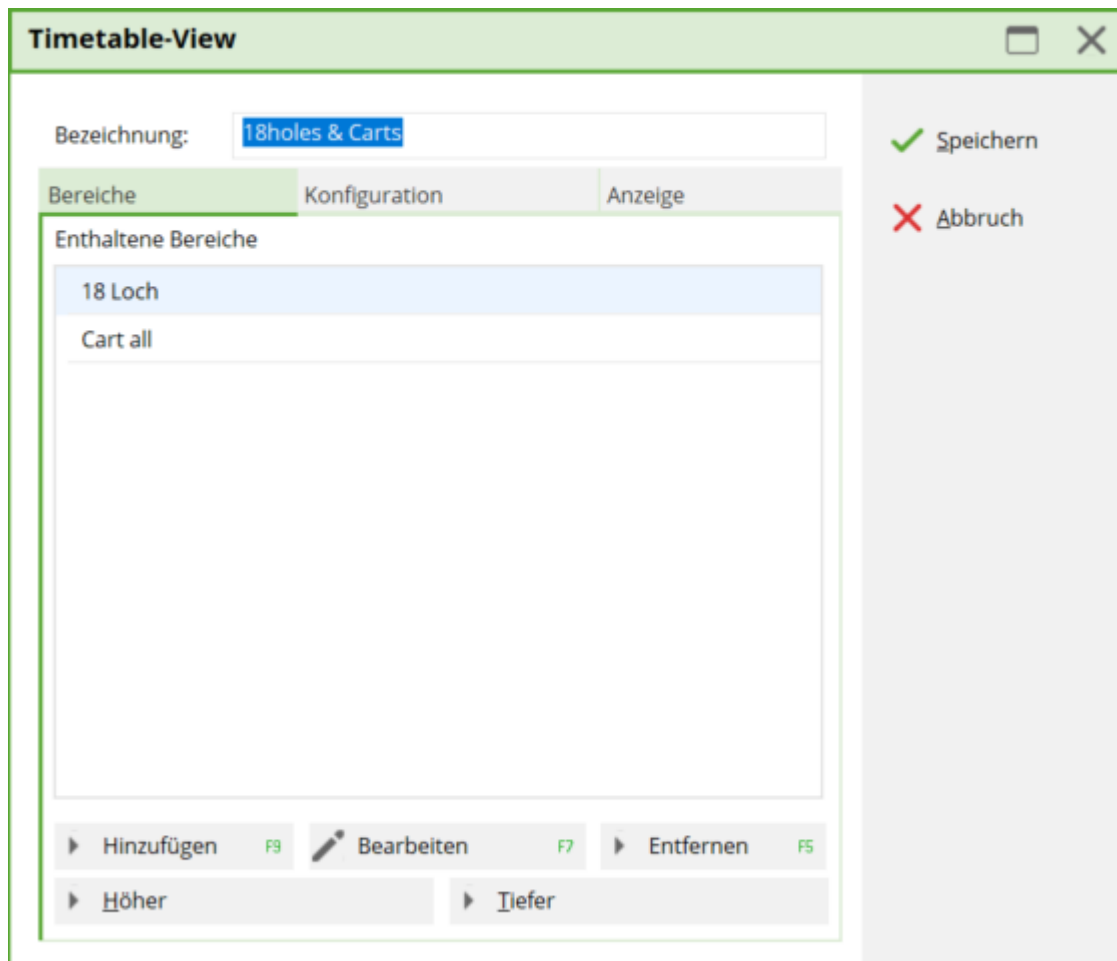 Timetable-View
Bezeichnung: 18holes & Carts
Speichern
Bereiche Konfiguration Anzeige
Abbruch
Enthaltene Bereiche
18 Loch
Cart all
Hinzufügen F9 Bearbeiten F7 Entfernen F5
Höher Tiefer